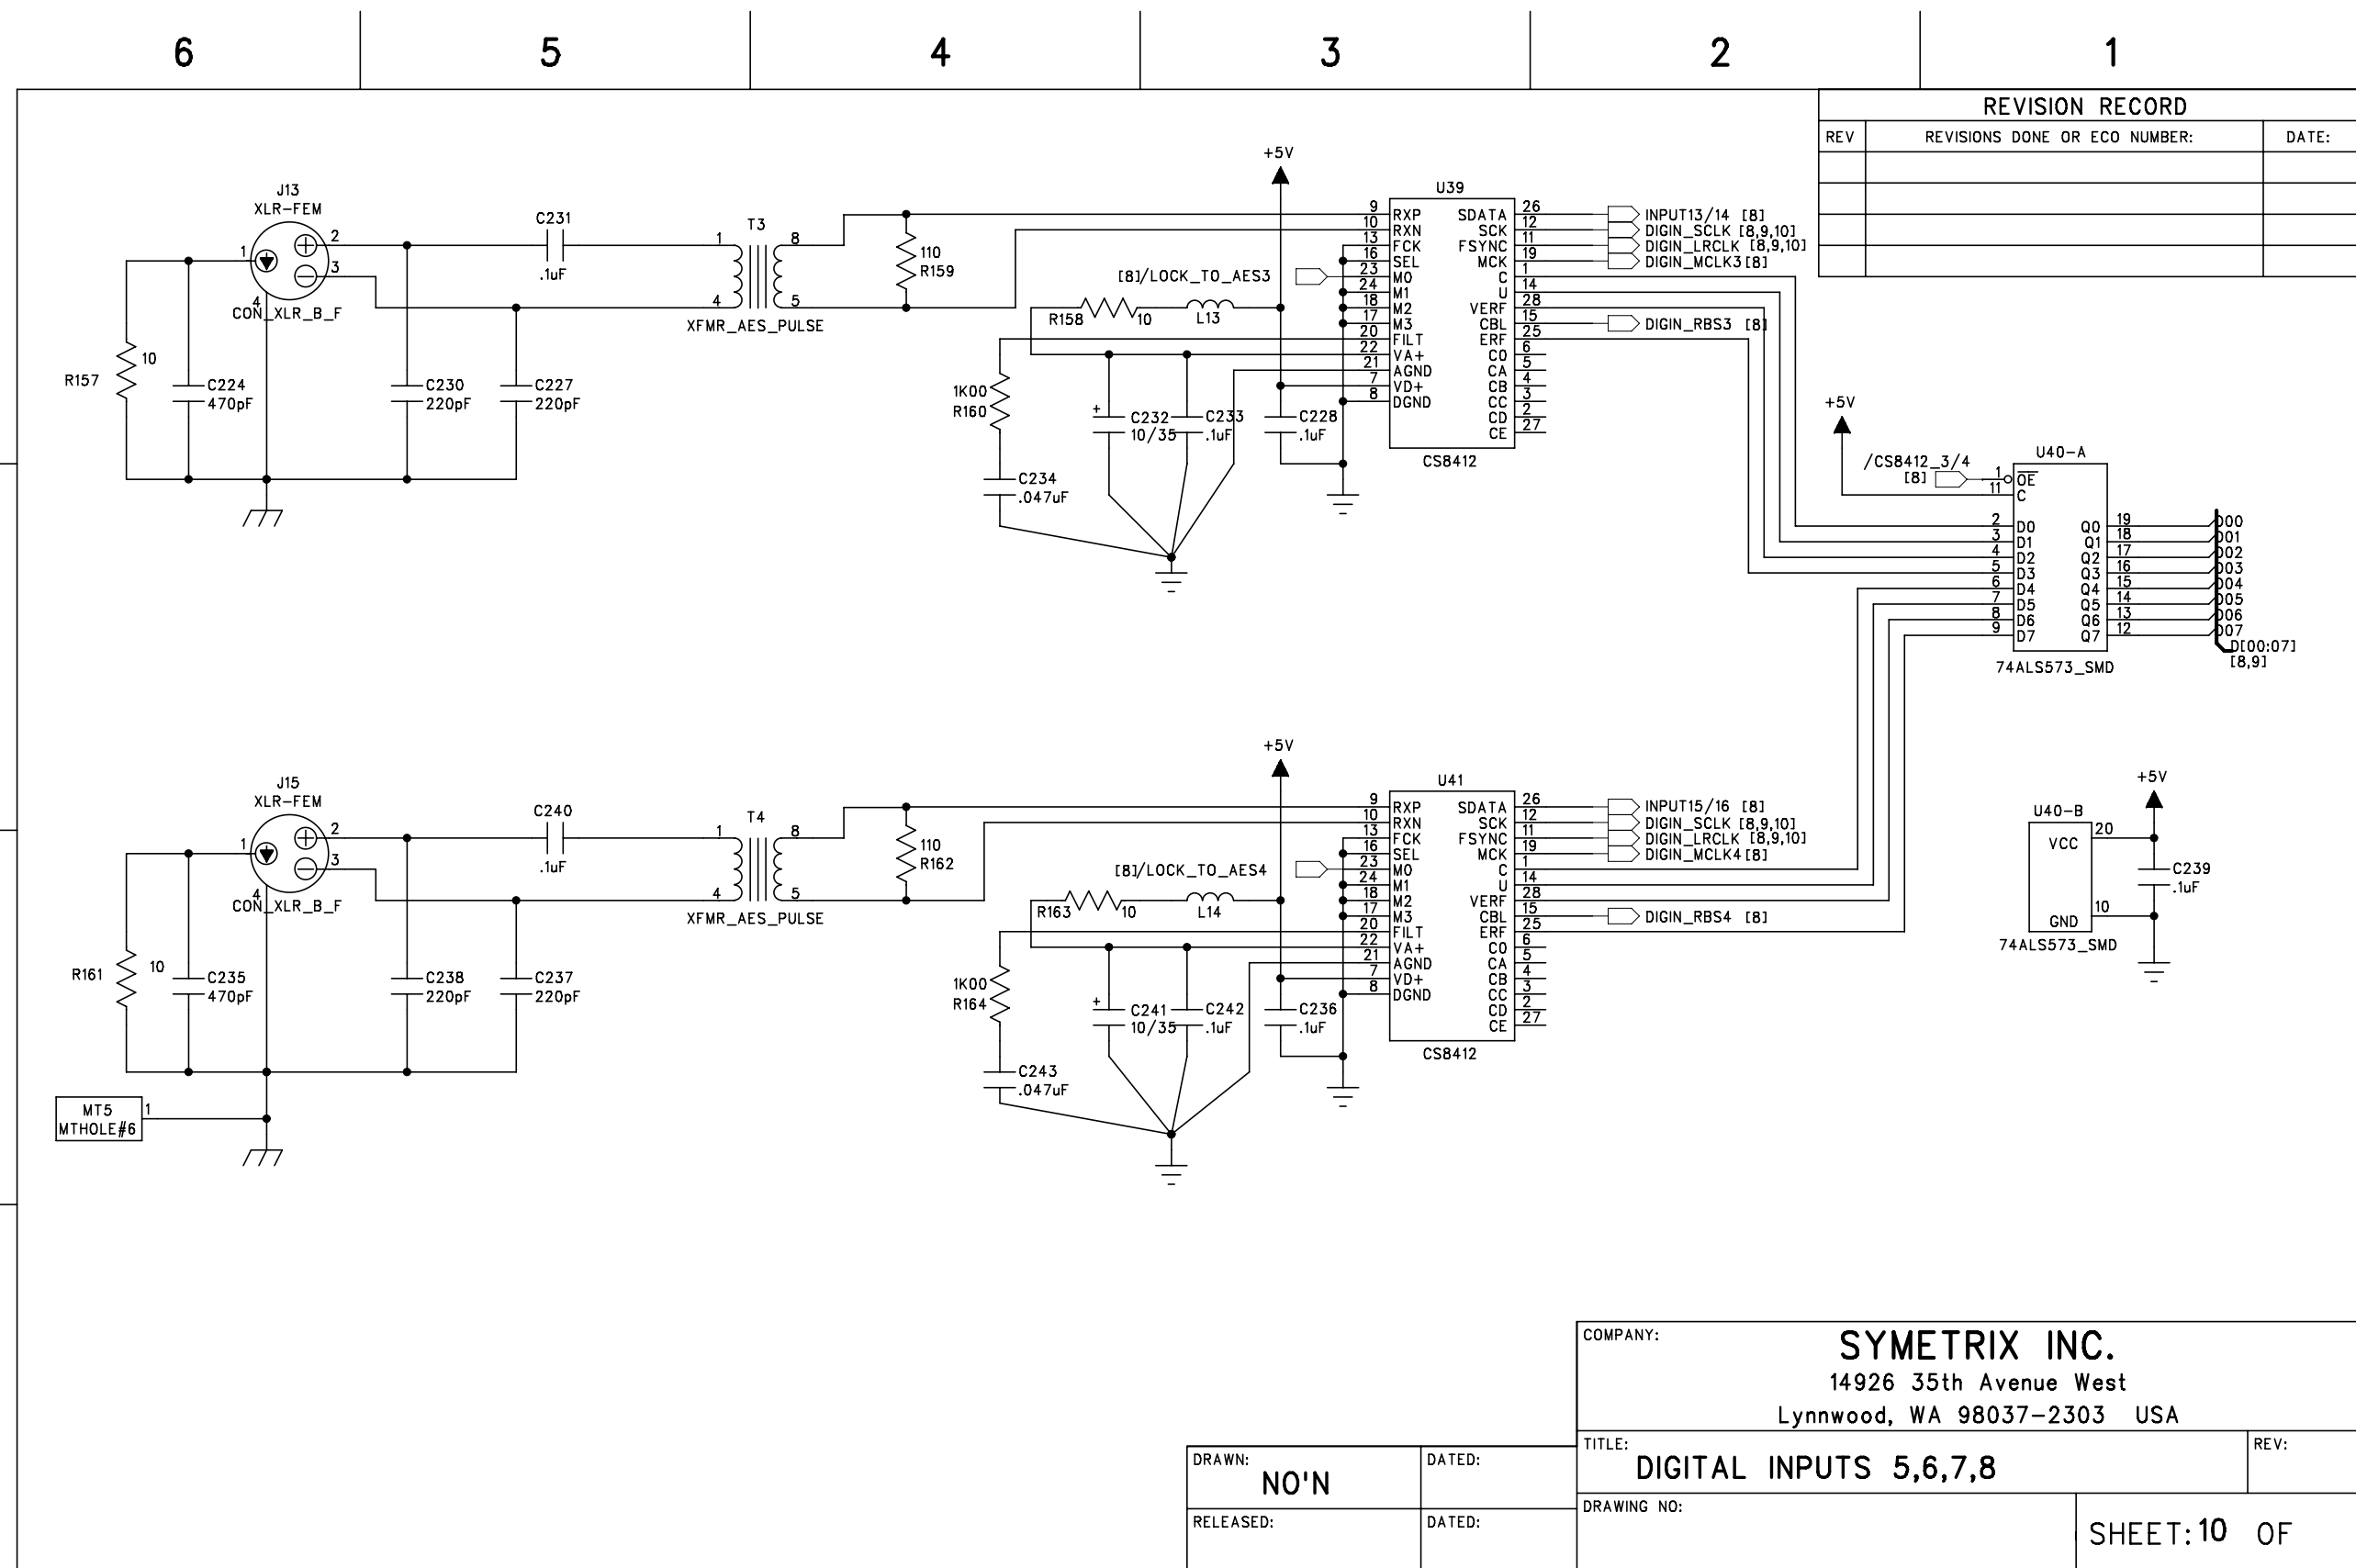 6 5 4 3 2 1
REVISION RECORD
REV REVISIONS DONE OR ECO NUMBER: DATE:
J13
XLR-FEM
1
2
3
4
CON_XLR_B_F
R157
10
C224
470pF
C230
220pF
C227
220pF
C231
.1uF
T3
1
8
4
5
XFMR_AES_PULSE
110
R159
+5V
[8]/LOCK_TO_AES3
R158
10
L13
1K00
R160
C234
.047uF
+
C232
10/35
C233
.1uF
C228
.1uF
U39
9 RXP SDATA 26
10 RXN SCK 12
13 FCK FSYNC 11
16 SEL MCK 19
23 M0 C 1
24 M1 U 14
18 M2 VERF 28
17 M3 CBL 15
20 FILT ERF 25
22 VA+ C0 6
21 AGND CA 5
7 VD+ CB 4
8 DGND CC 3
CD 2
CE 27
CS8412
INPUT13/14 [8]
DIGIN_SCLK [8,9,10]
DIGIN_LRCLK [8,9,10]
DIGIN_MCLK3[8]
DIGIN_RBS3 [8]
+5V
/CS8412_3/4
[8]
U40-A
1 OE
11 C
2 D0 Q0 19 D00
3 D1 Q1 18 D01
4 D2 Q2 17 D02
5 D3 Q3 16 D03
6 D4 Q4 15 D04
7 D5 Q5 14 D05
8 D6 Q6 13 D06
9 D7 Q7 12 D07
D[00:07]
[8,9]
74ALS573_SMD
J15
XLR-FEM
1
2
3
4
CON_XLR_B_F
R161
10
C235
470pF
C238
220pF
C237
220pF
C240
.1uF
T4
1
8
4
5
XFMR_AES_PULSE
110
R162
+5V
[8]/LOCK_TO_AES4
R163
10
L14
1K00
R164
C243
.047uF
+
C241
10/35
C242
.1uF
C236
.1uF
U41
9 RXP SDATA 26
10 RXN SCK 12
13 FCK FSYNC 11
16 SEL MCK 19
23 M0 C 1
24 M1 U 14
18 M2 VERF 28
17 M3 CBL 15
20 FILT ERF 25
22 VA+ C0 6
21 AGND CA 5
7 VD+ CB 4
8 DGND CC 3
CD 2
CE 27
CS8412
INPUT15/16 [8]
DIGIN_SCLK [8,9,10]
DIGIN_LRCLK [8,9,10]
DIGIN_MCLK4[8]
DIGIN_RBS4 [8]
+5V
U40-B
VCC 20
GND 10
74ALS573_SMD
C239
.1uF
MT5
MTHOLE#6
1
COMPANY:
SYMETRIX INC.
14926 35th Avenue West
Lynnwood, WA 98037-2303 USA
TITLE:
DIGITAL INPUTS 5,6,7,8
REV:
DRAWN:
NO'N
DATED:
RELEASED:
DATED:
DRAWING NO:
SHEET: 10 OF